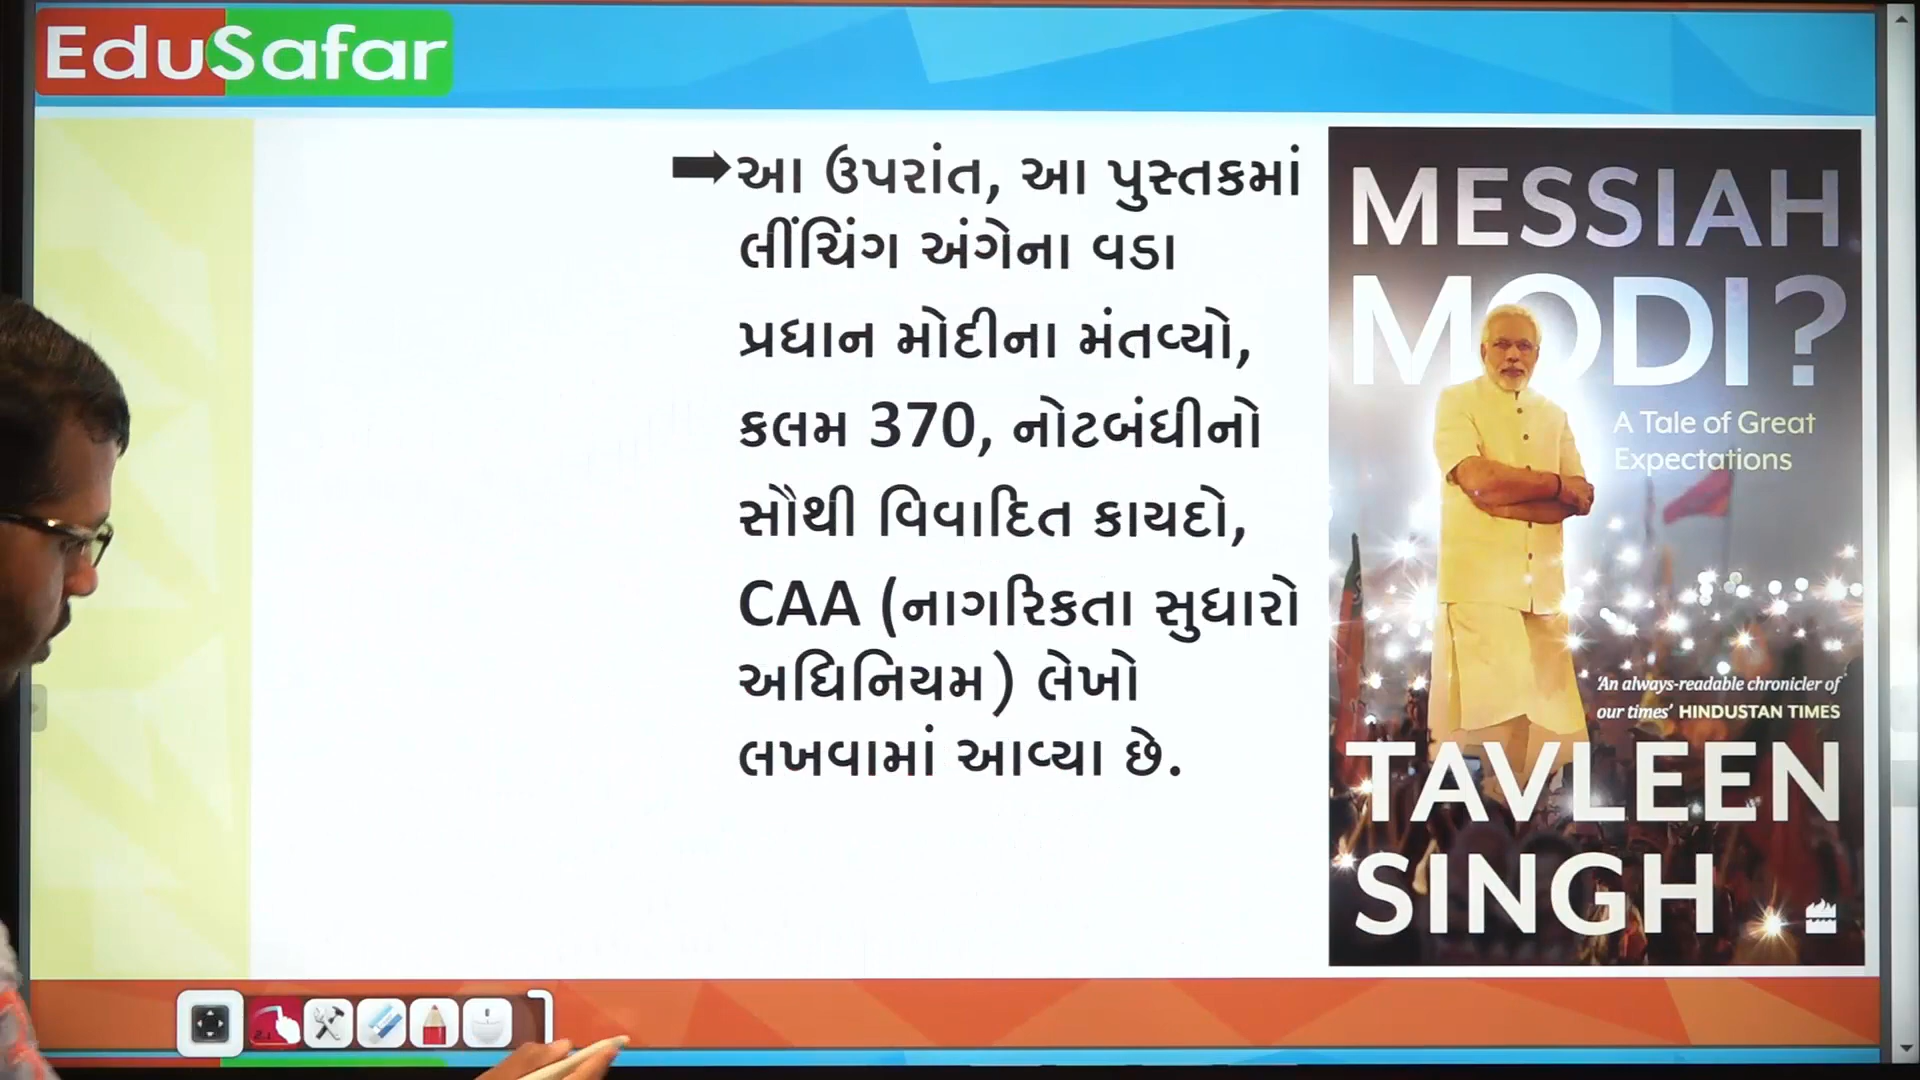 EduSafar
આ ઉપરાંત, આ પુસ્તકમાં
લીંચિંગ અંગેના વડા
પ્રધાન મોદીના મંતવ્યો,
કલમ 370, નોટબંધીનો
સૌથી વિવાદિત કાયદો,
CAA (નાગરિકતા સુધારો
અધિનિયમ) લેખો
લખવામાં આવ્યા છે.
MESSIAH
MODI?
A Tale of Great
Expectations
'An always-readable chronicler of
our times' HINDUSTAN TIMES
TAVLEEN
SINGH